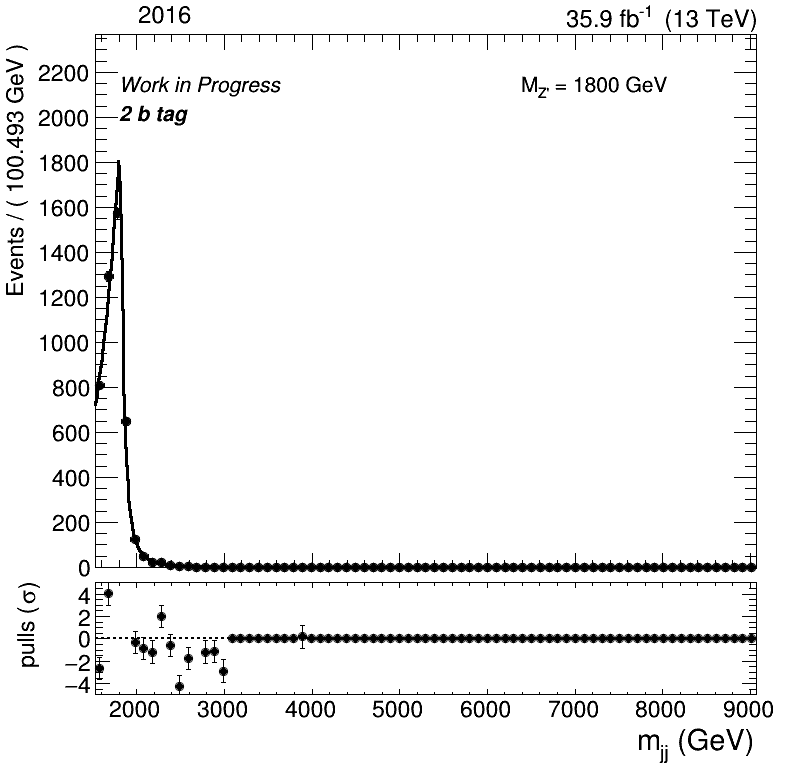 2016 35.9 fb⁻¹ (13 TeV)
Events / ( 100.493 GeV )
2200
2000
1800
1600
1400
1200
1000
800
600
400
200
0
Work in Progress
2 b tag
M_Z' = 1800 GeV
pulls (σ)
4
2
0
−2
−4
2000 3000 4000 5000 6000 7000 8000 9000
m_jj (GeV)